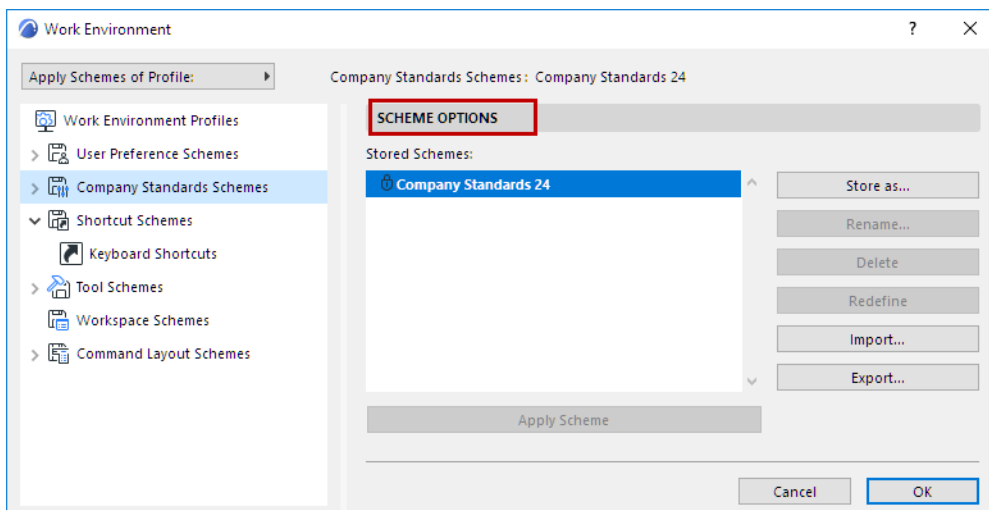 Work Environment
?
Apply Schemes of Profile:
Company Standards Schemes: Company Standards 24
Work Environment Profiles
User Preference Schemes
Company Standards Schemes
Shortcut Schemes
Keyboard Shortcuts
Tool Schemes
Workspace Schemes
Command Layout Schemes
SCHEME OPTIONS
Stored Schemes:
Company Standards 24
Store as...
Rename...
Delete
Redefine
Import...
Export...
Apply Scheme
Cancel
OK